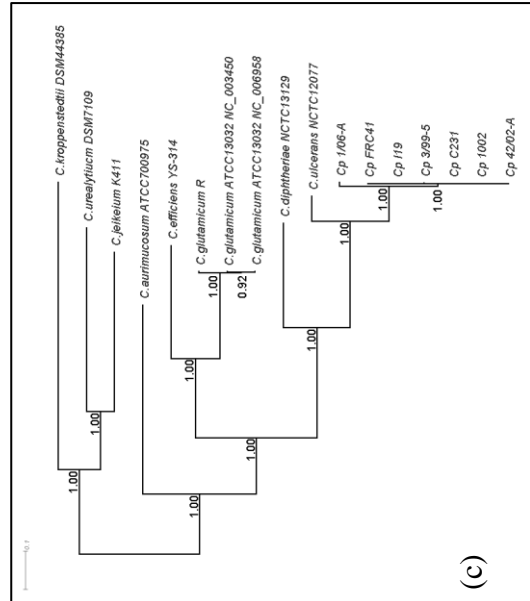 C.kroppenstedtii DSM44385
C.urealytiucm DSM7109
C.jeikeium K411
C.aurimucosum ATCC700975
C.efficiens YS-314
C.glutamicum R
C.glutamicum ATCC13032 NC_003450
C.glutamicum ATCC13032 NC_006958
C.diphtheriae NCTC13129
C.ulcerans NCTC12077
Cp 1/06-A
Cp FRC41
Cp I19
Cp 3/99-5
Cp C231
Cp 1002
Cp 42/02-A
1.00
1.00
1.00
1.00
1.00
1.00
0.92
1.00
1.00
1.00
1.00
0.1
(c)